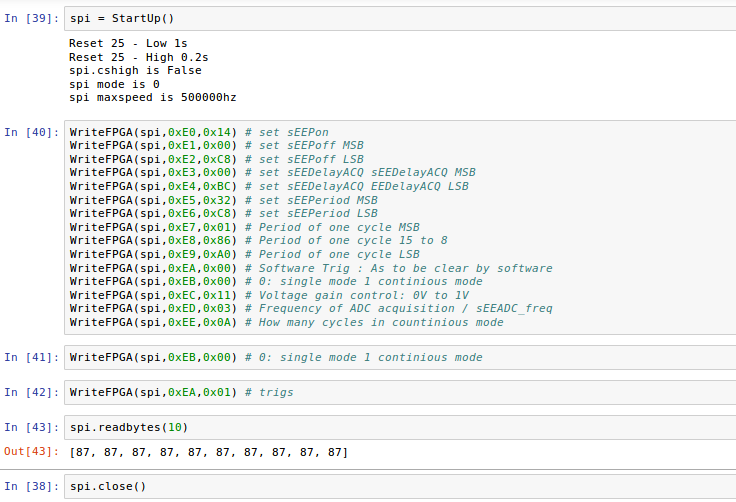 In [39]: spi = StartUp()
Reset 25 - Low 1s
Reset 25 - High 0.2s
spi.cshigh is False
spi mode is 0
spi maxspeed is 500000hz
In [40]: WriteFPGA(spi,0xE0,0x14) # set sEEPon
WriteFPGA(spi,0xE1,0x00) # set sEEPoff MSB
WriteFPGA(spi,0xE2,0xC8) # set sEEPoff LSB
WriteFPGA(spi,0xE3,0x00) # set sEEDelayACQ sEEDelayACQ MSB
WriteFPGA(spi,0xE4,0xBC) # set sEEDelayACQ EEDelayACQ LSB
WriteFPGA(spi,0xE5,0x32) # set sEEPeriod MSB
WriteFPGA(spi,0xE6,0xC8) # set sEEPeriod LSB
WriteFPGA(spi,0xE7,0x01) # Period of one cycle MSB
WriteFPGA(spi,0xE8,0x86) # Period of one cycle 15 to 8
WriteFPGA(spi,0xE9,0xA0) # Period of one cycle LSB
WriteFPGA(spi,0xEA,0x00) # Software Trig : As to be clear by software
WriteFPGA(spi,0xEB,0x00) # 0: single mode 1 continious mode
WriteFPGA(spi,0xEC,0x11) # Voltage gain control: 0V to 1V
WriteFPGA(spi,0xED,0x03) # Frequency of ADC acquisition / sEEADC_freq
WriteFPGA(spi,0xEE,0x0A) # How many cycles in countinious mode
In [41]: WriteFPGA(spi,0xEB,0x00) # 0: single mode 1 continious mode
In [42]: WriteFPGA(spi,0xEA,0x01) # trigs
In [43]: spi.readbytes(10)
Out[43]: [87, 87, 87, 87, 87, 87, 87, 87, 87, 87]
In [38]: spi.close()